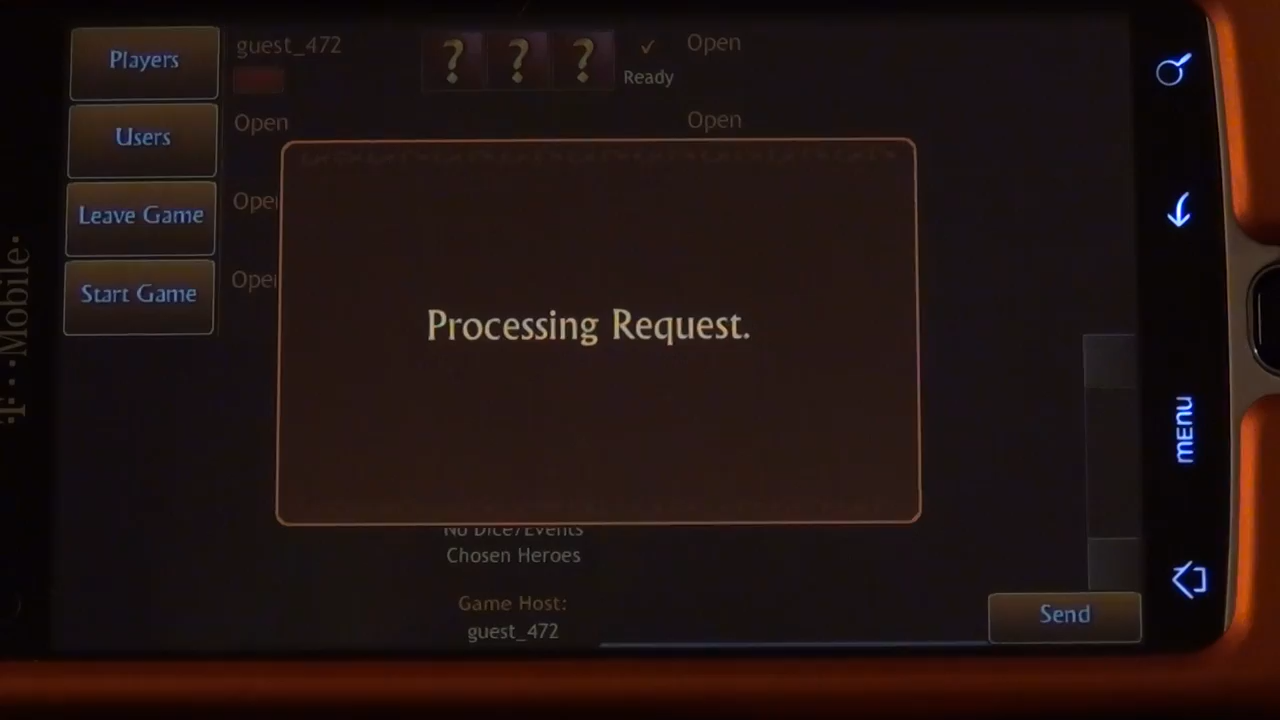 Players
guest_472
? ? ?
✓
Ready
Open
Users
Open
Open
Leave Game
Open
Start Game
Open
Processing Request.
No Dice/Events
Chosen Heroes
Game Host:
guest_472
Send
MENU
T··Mobile·